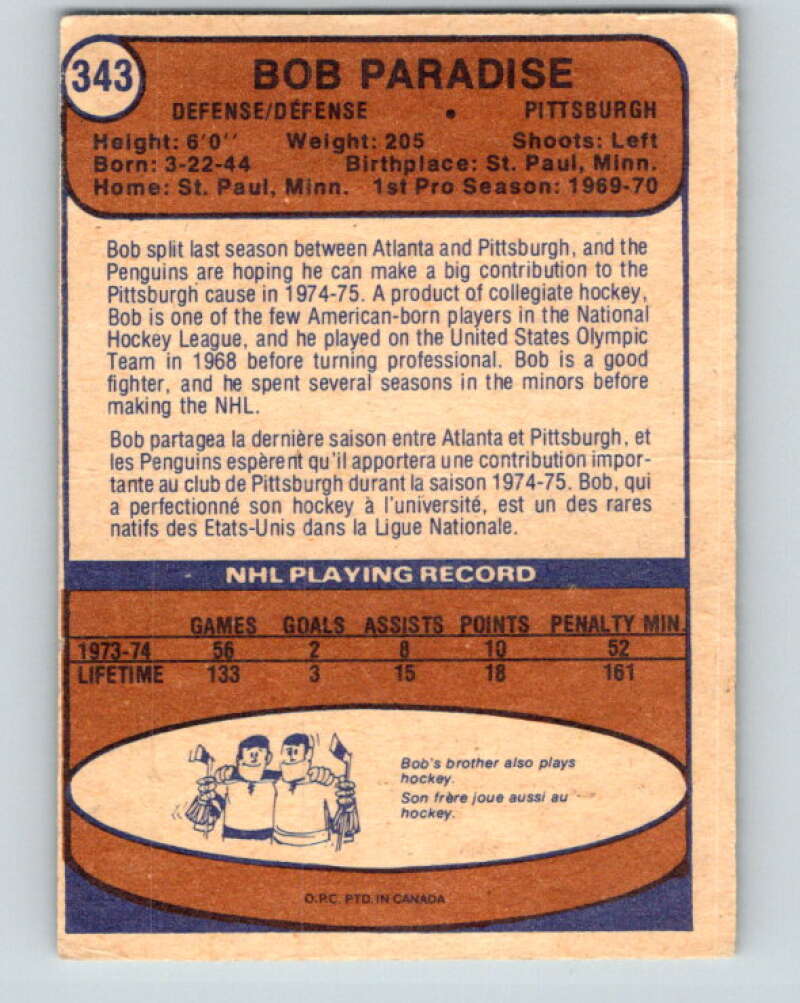 343
BOB PARADISE
DEFENSE/DÉFENSE • PITTSBURGH
Height: 6'0'' Weight: 205 Shoots: Left
Born: 3-22-44 Birthplace: St. Paul, Minn.
Home: St. Paul, Minn. 1st Pro Season: 1969-70
Bob split last season between Atlanta and Pittsburgh, and the
Penguins are hoping he can make a big contribution to the
Pittsburgh cause in 1974-75. A product of collegiate hockey,
Bob is one of the few American-born players in the National
Hockey League, and he played on the United States Olympic
Team in 1968 before turning professional. Bob is a good
fighter, and he spent several seasons in the minors before
making the NHL.
Bob partagea la dernière saison entre Atlanta et Pittsburgh, et
les Penguins espèrent qu'il apportera une contribution impor-
tante au club de Pittsburgh durant la saison 1974-75. Bob, qui
a perfectionné son hockey à l'université, est un des rares
natifs des Etats-Unis dans la Ligue Nationale.
NHL PLAYING RECORD
GAMES GOALS ASSISTS POINTS PENALTY MIN.
1973-74 56 2 8 10 52
LIFETIME 133 3 15 18 161
Bob's brother also plays
hockey.
Son frère joue aussi au
hockey.
O.P.C. PTD. IN CANADA